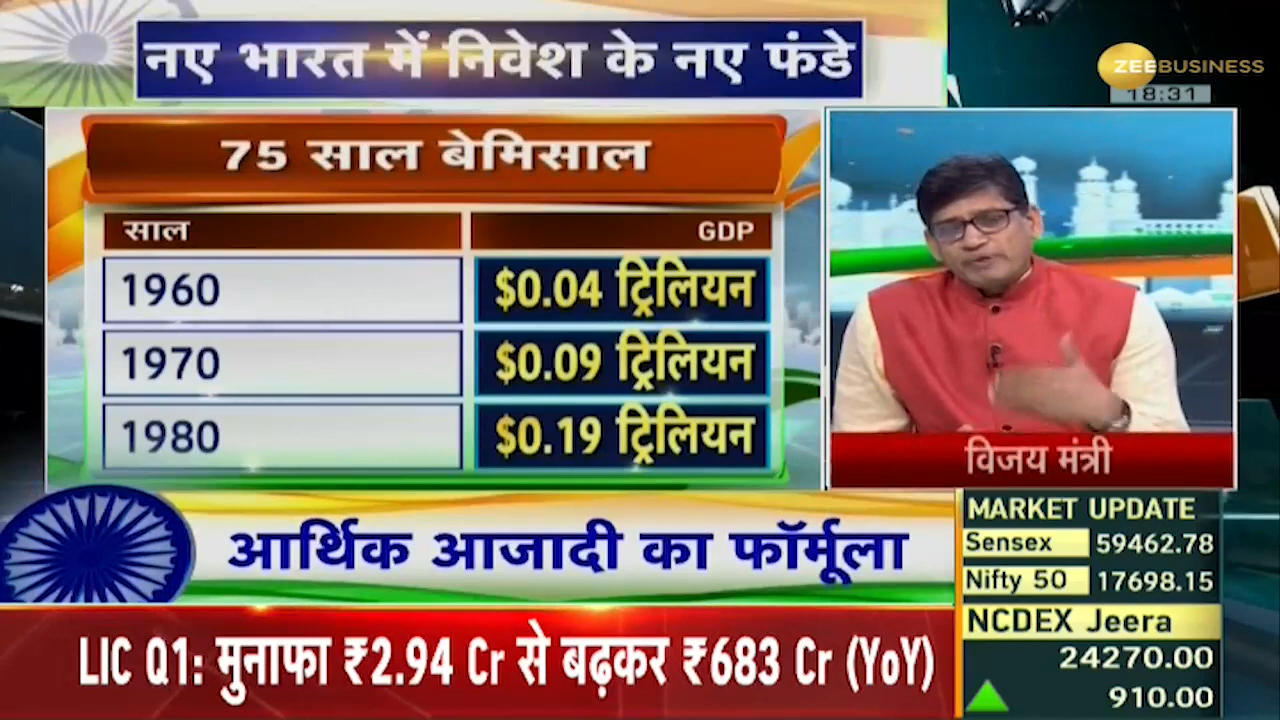 नए भारत में निवेश के नए फंडे
ZEEBUSINESS
18:31
75 साल बेमिसाल
साल GDP
1960 $0.04 ट्रिलियन
1970 $0.09 ट्रिलियन
1980 $0.19 ट्रिलियन
विजय मंत्री
आर्थिक आजादी का फॉर्मूला
MARKET UPDATE
Sensex 59462.78
Nifty 50 17698.15
NCDEX Jeera
24270.00
910.00
LIC Q1: मुनाफा ₹2.94 Cr से बढ़कर ₹683 Cr (YoY)